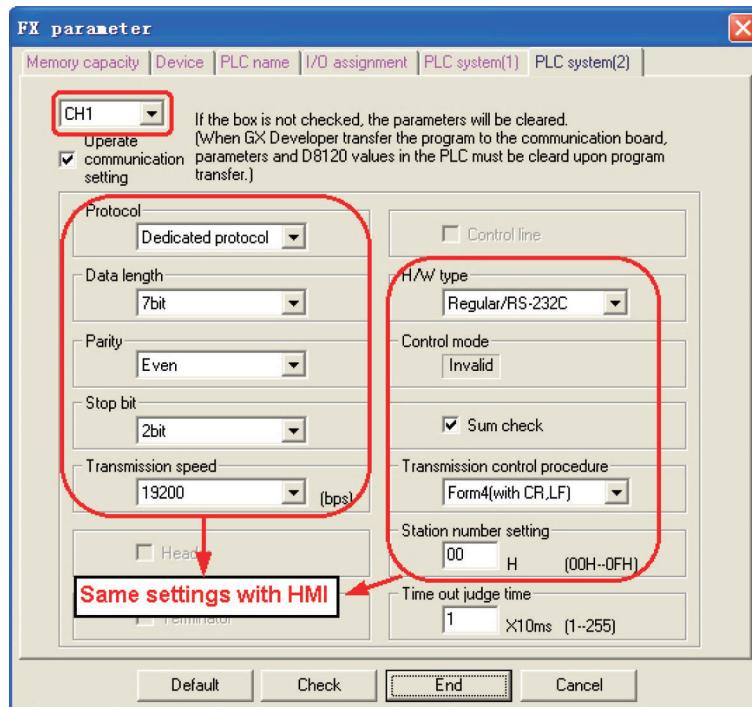 FX parameter
Memory capacity Device PLC name I/O assignment PLC system(1) PLC system(2)
CH1
If the box is not checked, the parameters will be cleared.
(When GX Developer transfer the program to the communication board,
parameters and D8120 values in the PLC must be cleard upon program
transfer.)
Operate
communication
setting
Protocol
Dedicated protocol
Control line
Data length
7bit
H/W type
Regular/RS-232C
Parity
Even
Control mode
Invalid
Stop bit
2bit
Sum check
Transmission speed
19200 (bps)
Transmission control procedure
Form4(with CR,LF)
Header
Station number setting
00 H (00H--0FH)
Same settings with HMI
Terminator
Time out judge time
1 X10ms (1--255)
Default Check End Cancel